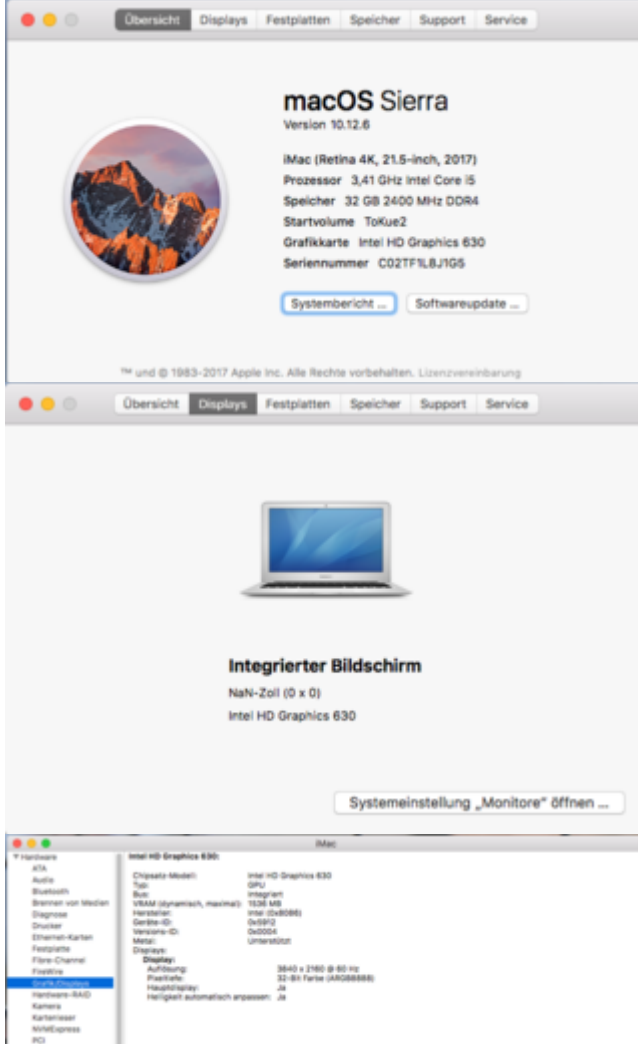 Übersicht Displays Festplatten Speicher Support Service
macOS Sierra
Version 10.12.6
iMac (Retina 4K, 21.5-inch, 2017)
Prozessor 3,41 GHz Intel Core i5
Speicher 32 GB 2400 MHz DDR4
Startvolume ToKue2
Grafikkarte Intel HD Graphics 630
Seriennummer C02TF1L8J1G5
Systembericht ... Softwareupdate ...
™ und © 1983-2017 Apple Inc. Alle Rechte vorbehalten. Lizenzvereinbarung
Übersicht Displays Festplatten Speicher Support Service
Integrierter Bildschirm
NaN-Zoll (0 x 0)
Intel HD Graphics 630
Systemeinstellung „Monitore“ öffnen ...
iMac
Hardware
ATA
Audio
Bluetooth
Brennen von Medien
Diagnose
Drucker
Ethernet-Karten
Festplatte
Fibre-Channel
FireWire
Grafik/Displays
Hardware-RAID
Kamera
Kartenleser
NVMExpress
PCI
Intel HD Graphics 630:
Chipsatz-Modell: Intel HD Graphics 630
Typ: GPU
Bus: Integriert
VRAM (dynamisch, maximal): 1536 MB
Hersteller: Intel (0x8086)
Geräte-ID: 0x5912
Versions-ID: 0x0004
Metal: Unterstützt
Displays:
Display:
Auflösung: 3840 x 2160 @ 60 Hz
Pixeltiefe: 32-Bit Farbe (ARGB8888)
Hauptdisplay: Ja
Helligkeit automatisch anpassen: Ja